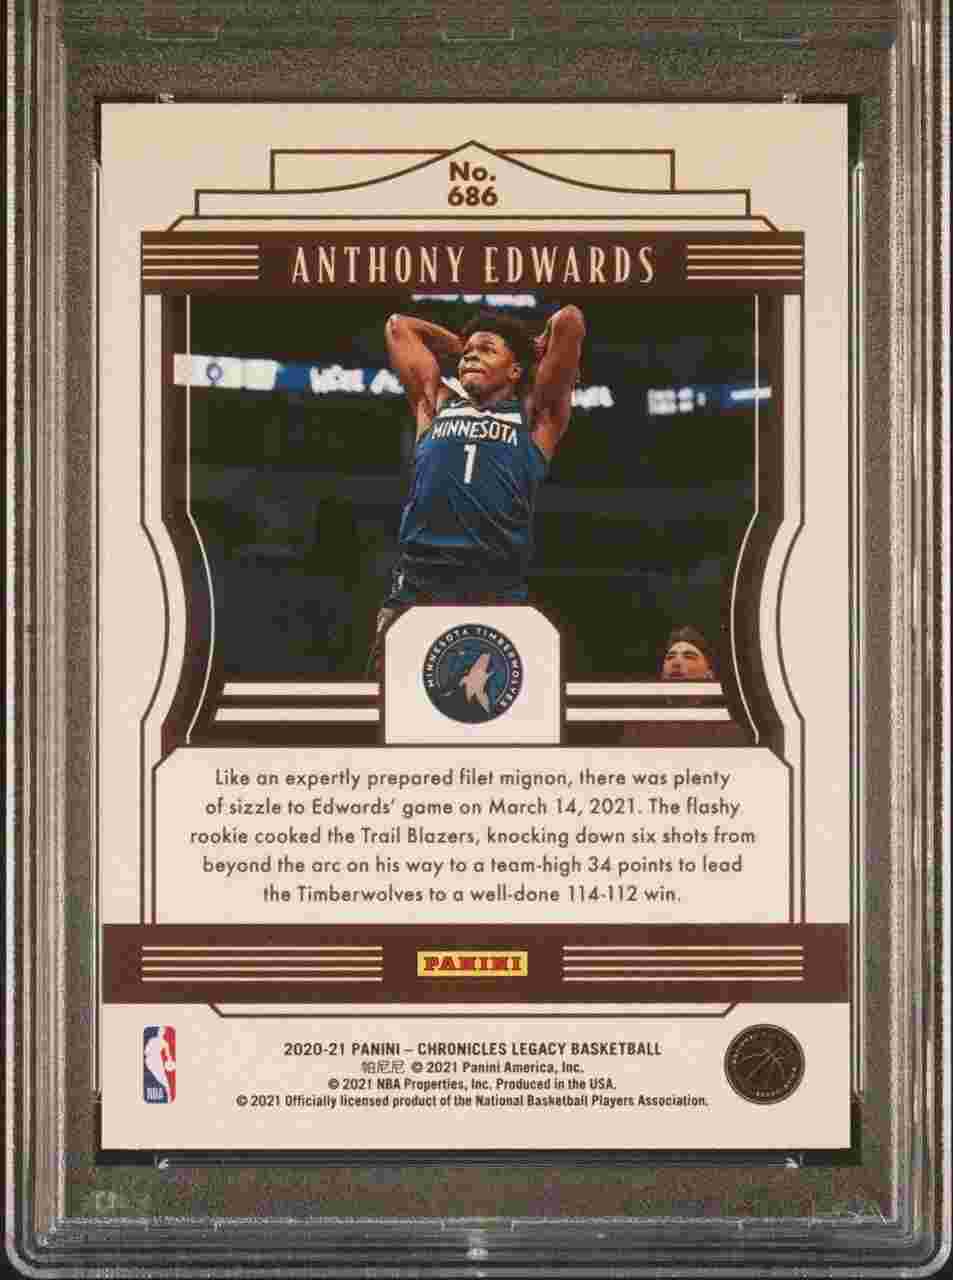 No.
686
ANTHONY EDWARDS
MINNESOTA
1
MINNESOTA TIMBERWOLVES
Like an expertly prepared filet mignon, there was plenty
of sizzle to Edwards' game on March 14, 2021. The flashy
rookie cooked the Trail Blazers, knocking down six shots from
beyond the arc on his way to a team-high 34 points to lead
the Timberwolves to a well-done 114-112 win.
PANINI
NBA
2020-21 PANINI – CHRONICLES LEGACY BASKETBALL
帕尼尼 © 2021 Panini America, Inc.
© 2021 NBA Properties, Inc. Produced in the USA.
© 2021 Officially licensed product of the National Basketball Players Association.